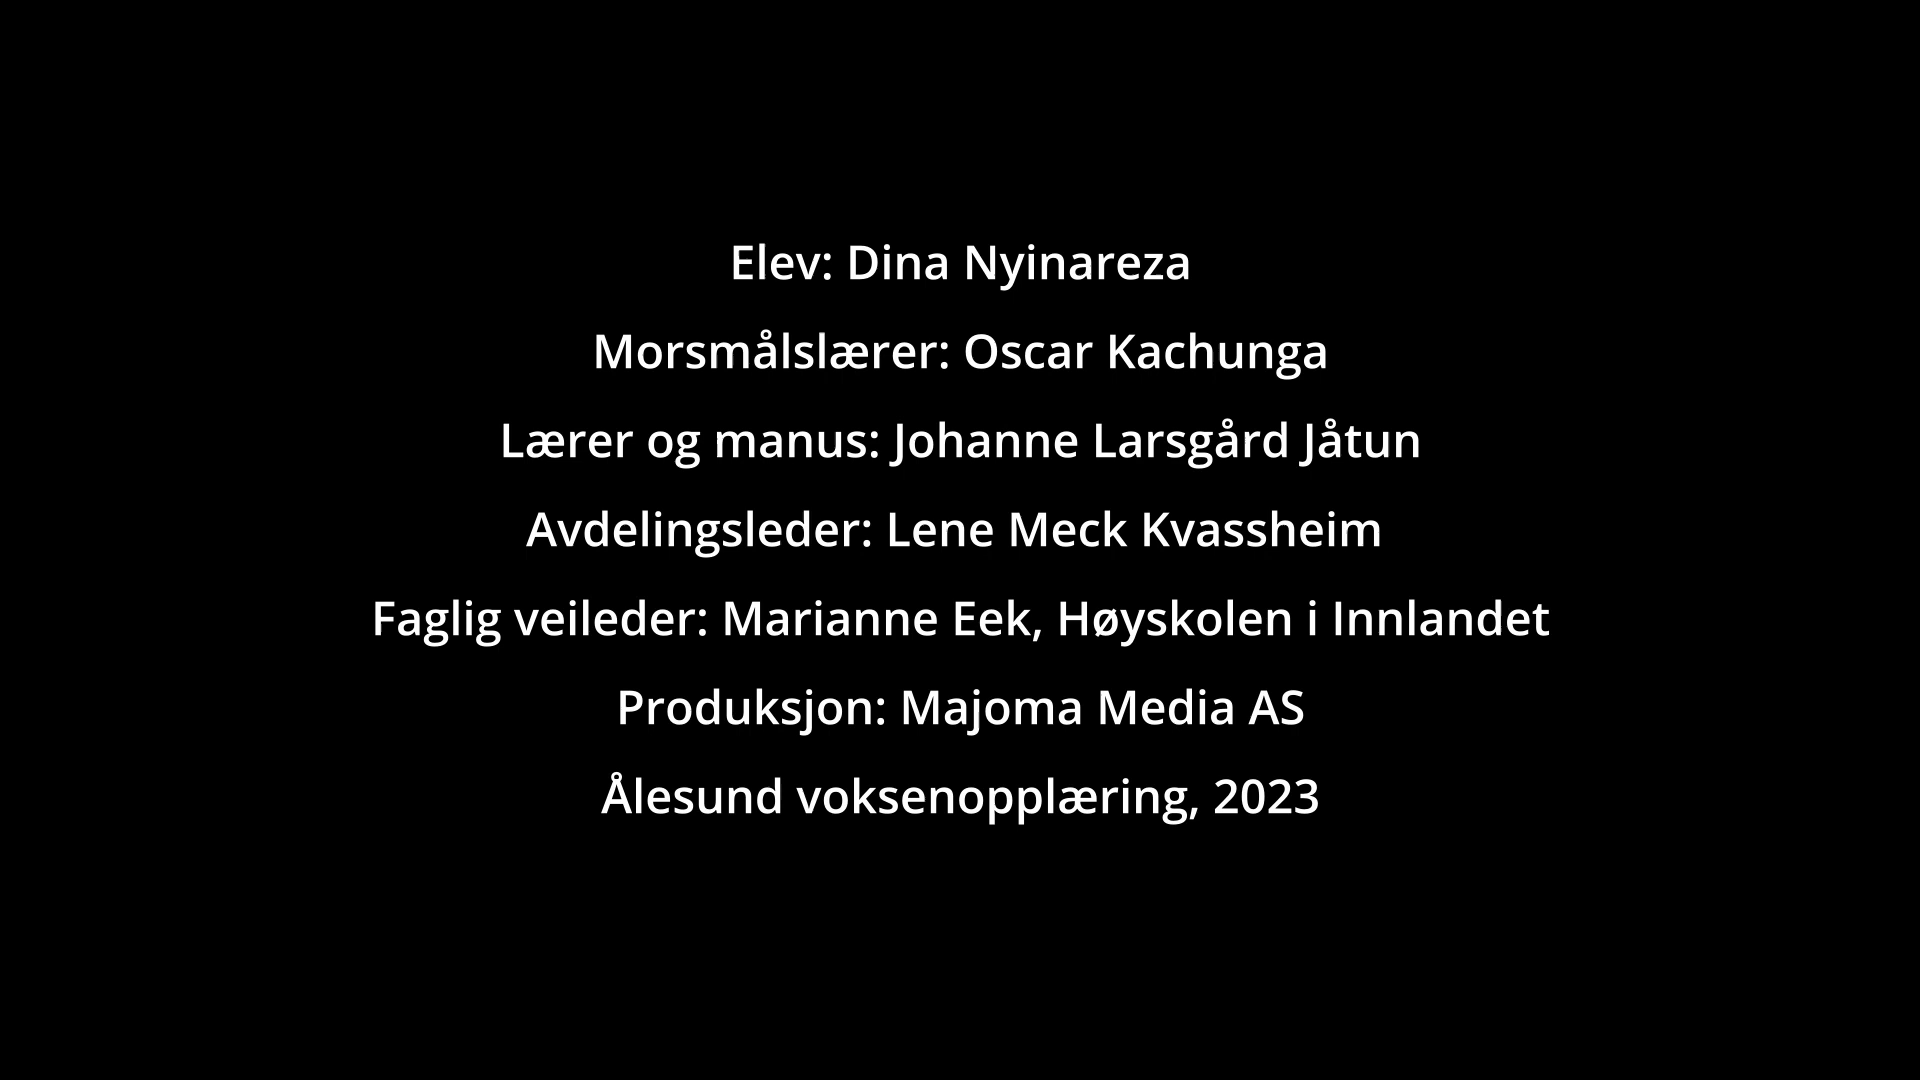 Elev: Dina Nyinareza
Morsmålslærer: Oscar Kachunga
Lærer og manus: Johanne Larsgård Jåtun
Avdelingsleder: Lene Meck Kvassheim
Faglig veileder: Marianne Eek, Høyskolen i Innlandet
Produksjon: Majoma Media AS
Ålesund voksenopplæring, 2023